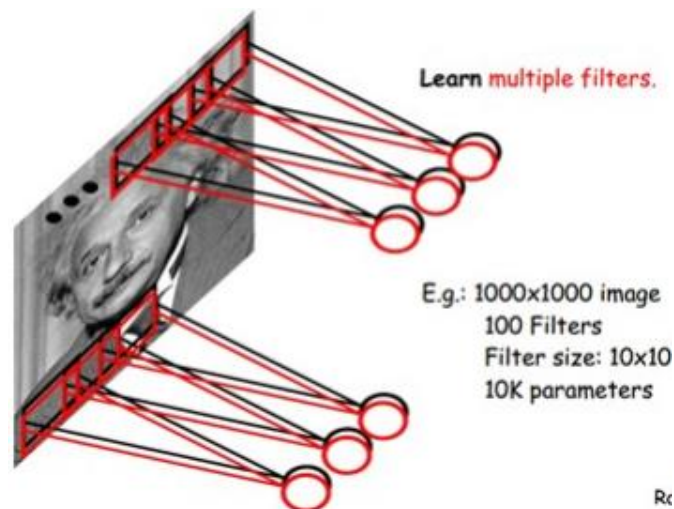 Learn multiple filters.
E.g.: 1000x1000 image
100 Filters
Filter size: 10x10
10K parameters